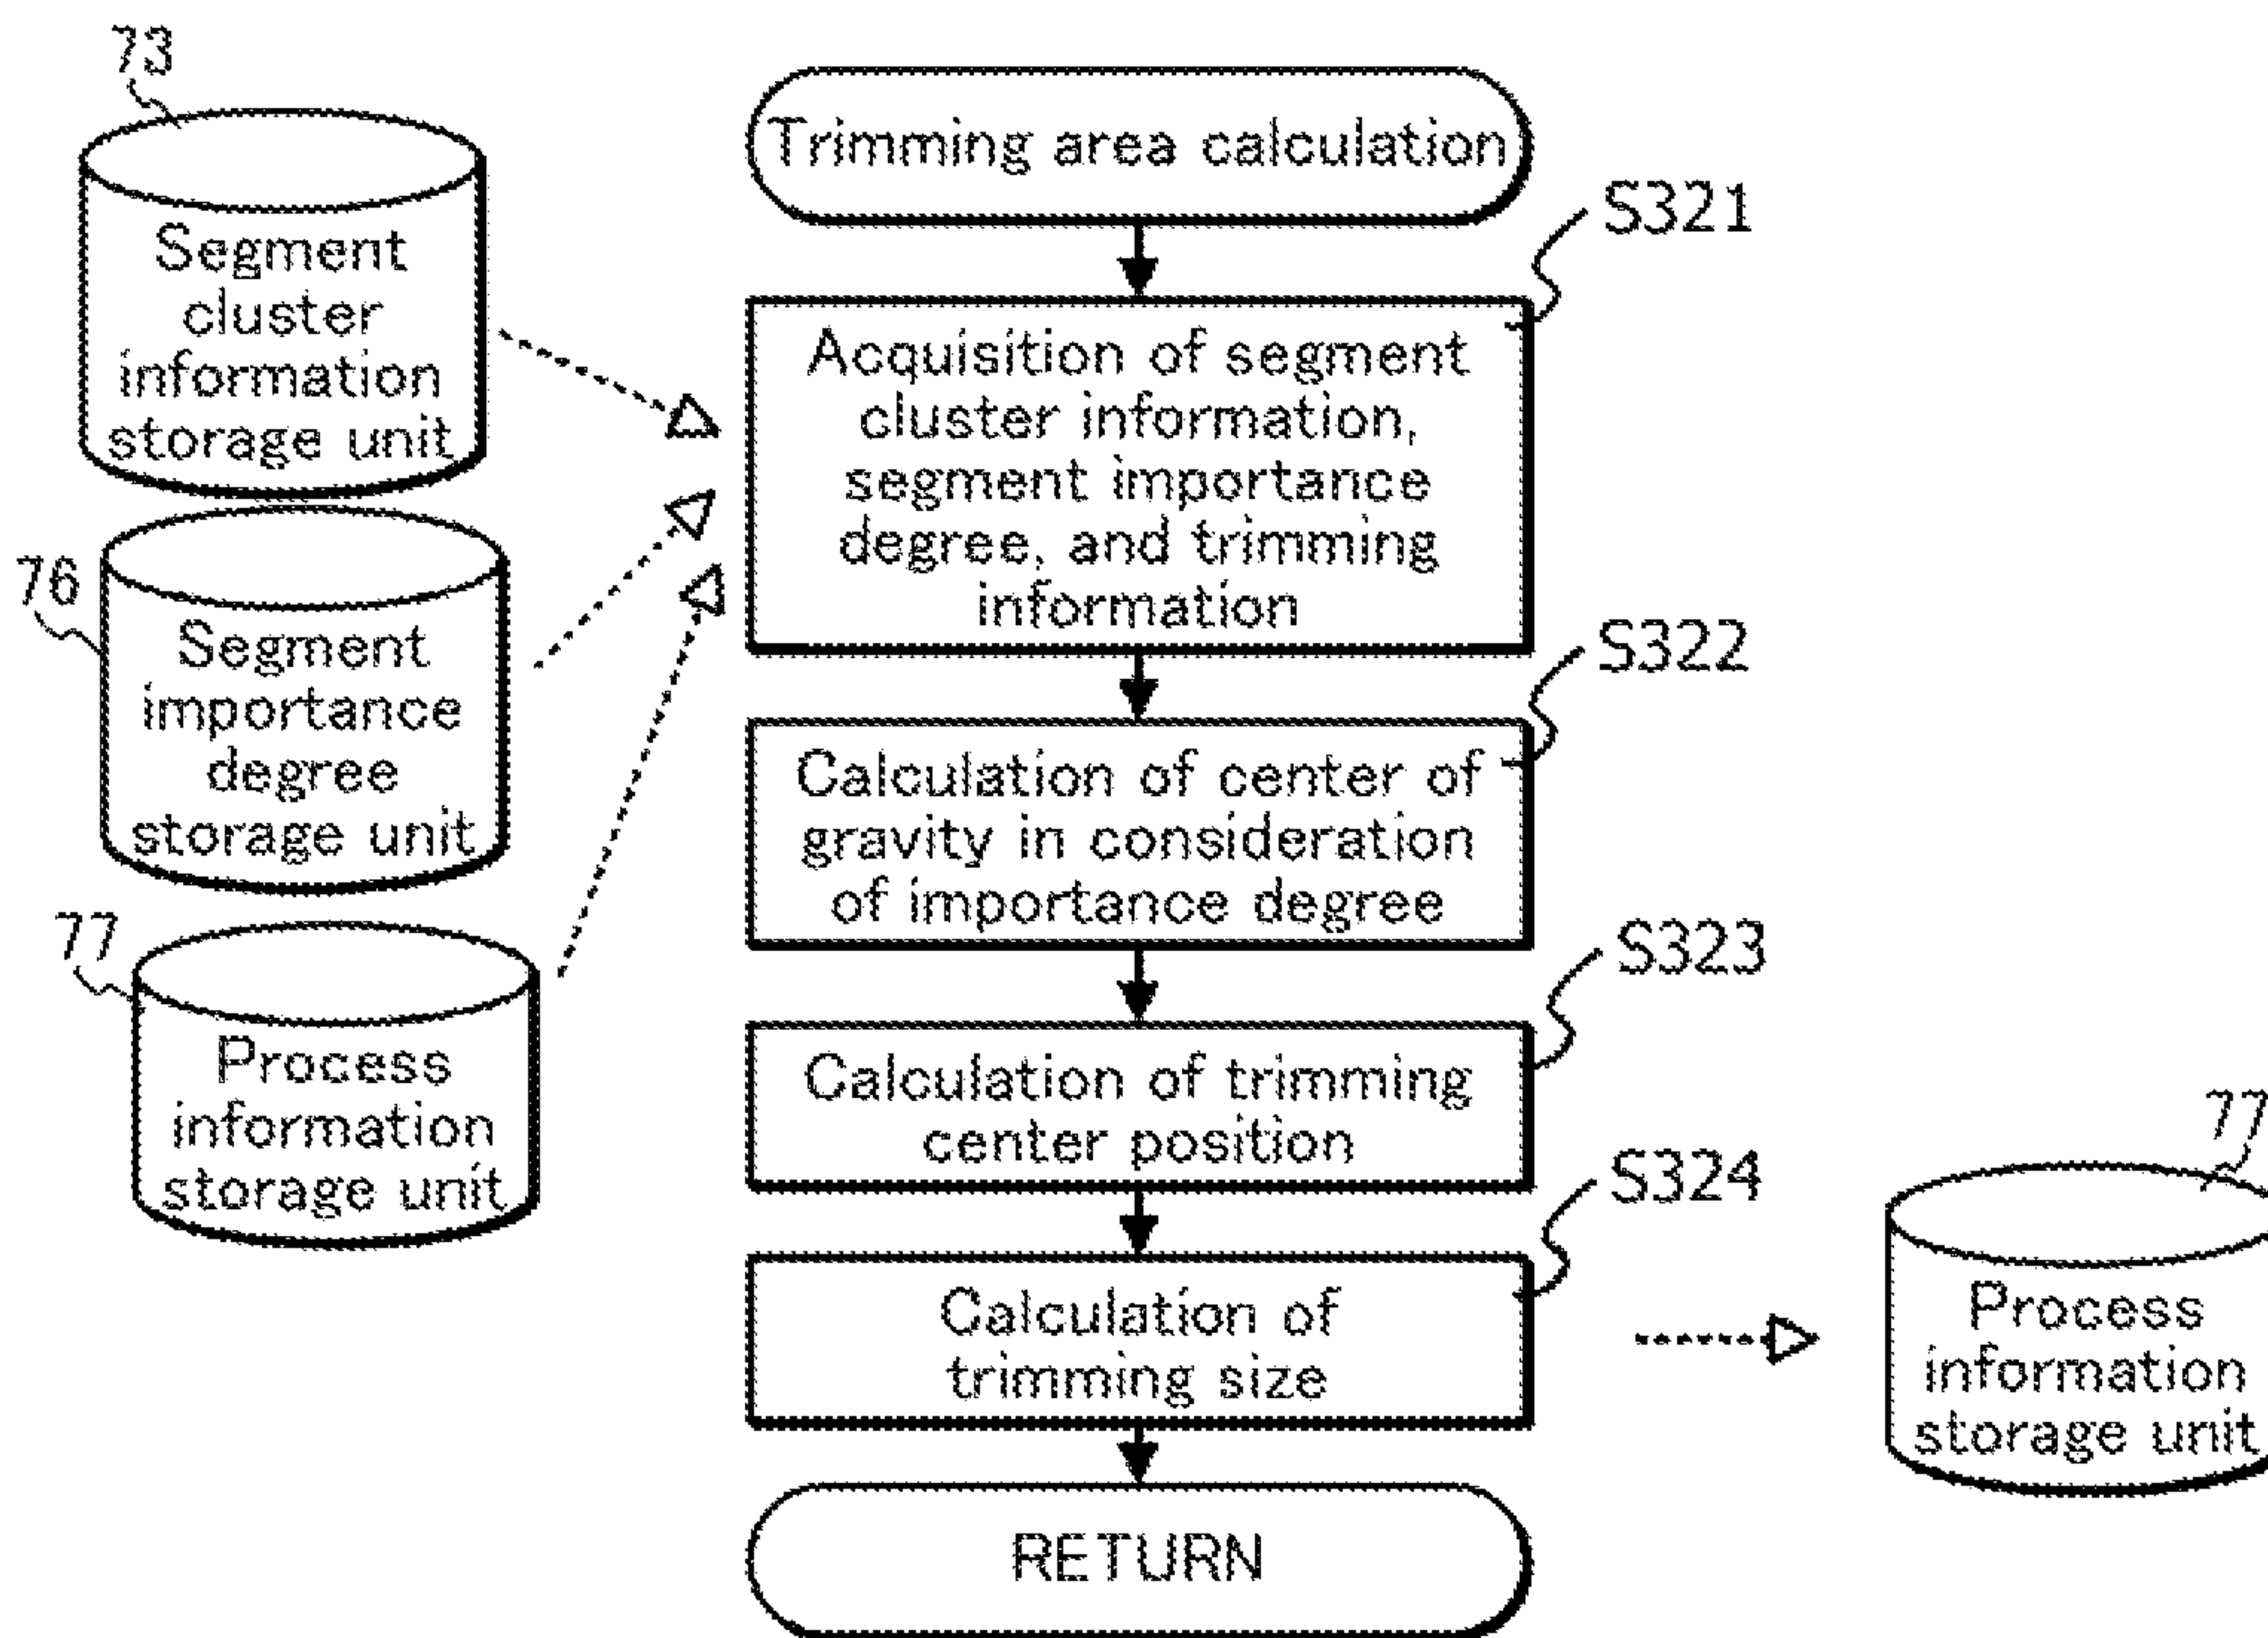 73
Segment
cluster
information
storage unit
76
Segment
importance
degree
storage unit
77
Process
information
storage unit
Trimming area calculation
S321
Acquisition of segment
cluster information,
segment importance
degree, and trimming
information
S322
Calculation of center of
gravity in consideration
of importance degree
S323
Calculation of trimming
center position
S324
Calculation of
trimming size
77
Process
information
storage unit
RETURN